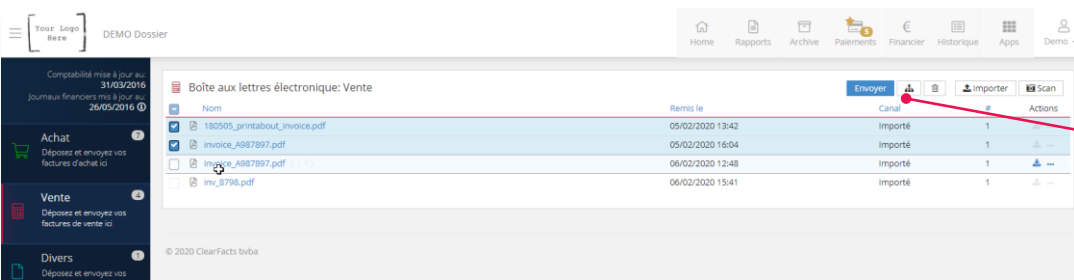 Your Logo
Here
DEMO Dossier
Home
Rapports
Archive
3
Paiements
Financier
Historique
Apps
Demo
Comptabilité mise à jour au:
31/03/2016
Journaux financiers mis à jour au:
26/05/2016
Achat 2
Déposez et envoyez vos
factures d'achat ici
Vente 4
Déposez et envoyez vos
factures de vente ici
Divers 1
Déposez et envoyez vos
Boîte aux lettres électronique: Vente
Envoyer
Importer
Scan
Nom Remis le Canal # Actions
180505_printabout_invoice.pdf 05/02/2020 13:42 Importé 1
invoice_A987897.pdf 05/02/2020 16:04 Importé 1
invoice_A987897.pdf 06/02/2020 12:48 Importé 1
inv_8798.pdf 06/02/2020 15:41 Importé 1
© 2020 ClearFacts bvba